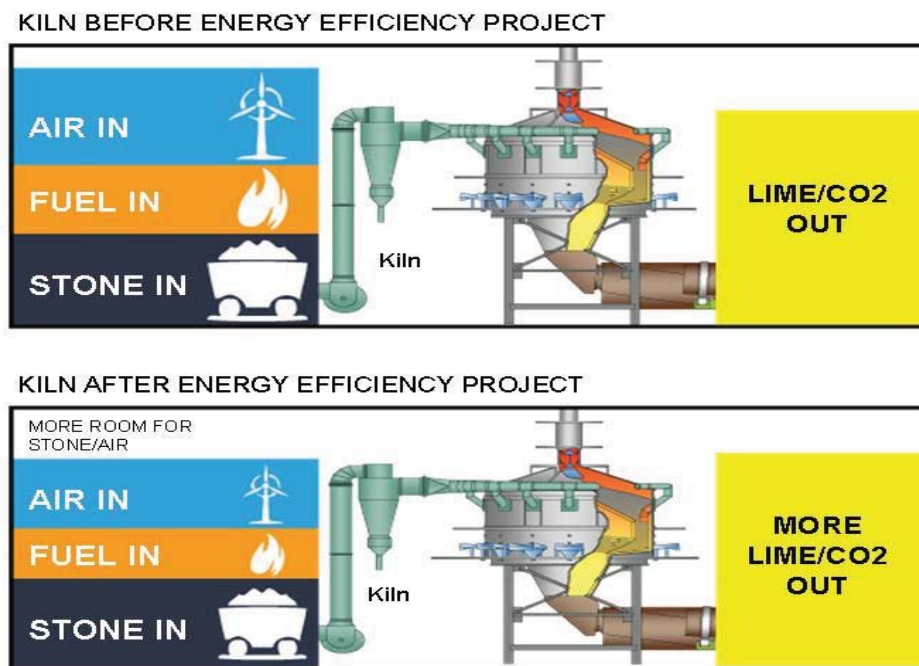 KILN BEFORE ENERGY EFFICIENCY PROJECT
AIR IN
FUEL IN
STONE IN
Kiln
LIME/CO2
OUT
KILN AFTER ENERGY EFFICIENCY PROJECT
MORE ROOM FOR
STONE/AIR
AIR IN
FUEL IN
STONE IN
Kiln
MORE
LIME/CO2
OUT